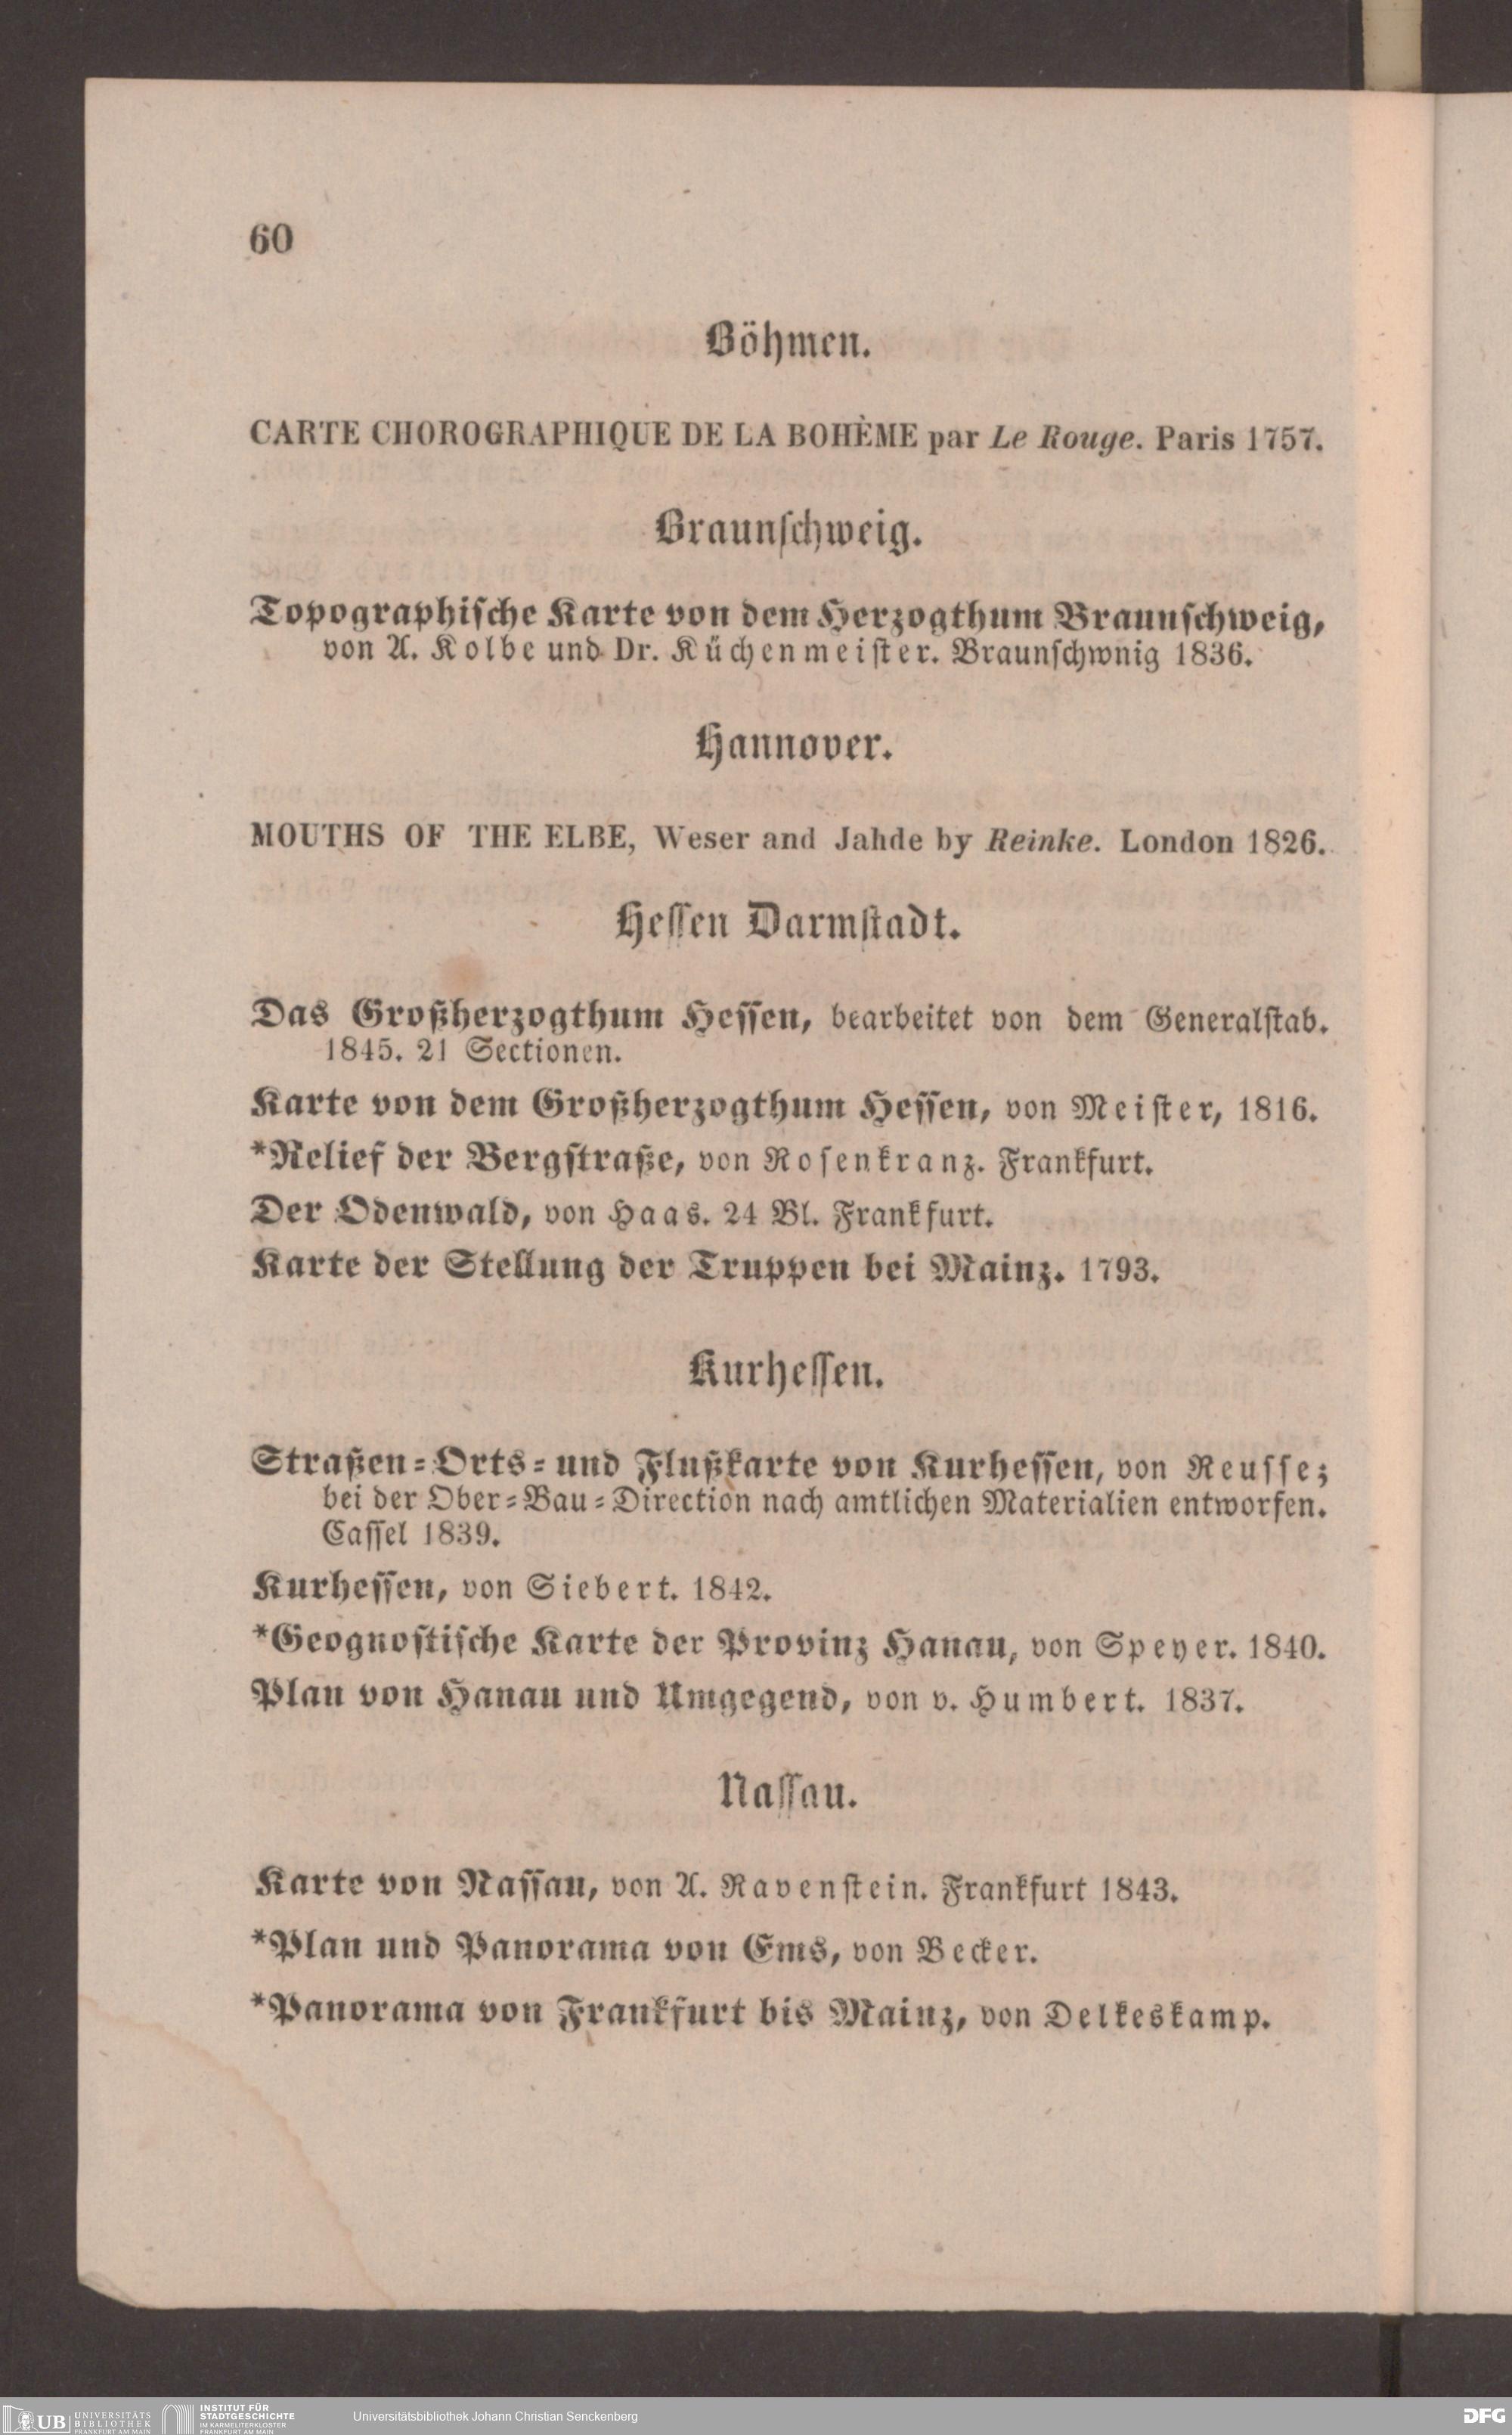 60
Böhmen.
CARTE CHOROGRAPHIQUE DE LA BOHÈME par Le Rouge. Paris 1757.
Braunſchweig.
Topographiſche Karte von dem Herzogthum Braunſchweig,
von A. Kolbe und Dr. Küchenmeiſter. Braunſchwnig 1836.
Hannover.
MOUTHS OF THE ELBE, Weser and Jahde by Reinke. London 1826.
Heſſen Darmſtadt.
Das Großherzogthum Heſſen, bearbeitet von dem Generalſtab.
1845. 21 Sectionen.
Karte von dem Großherzogthum Heſſen, von Meiſter, 1816.
*Relief der Bergſtraße, von Roſenkranz. Frankfurt.
Der Odenwald, von Haas. 24 Bl. Frankfurt.
Karte der Stellung der Truppen bei Mainz. 1793.
Kurheſſen.
Straßen-Orts-und Flußkarte von Kurheſſen, von Reuſſe;
bei der Ober-Bau-Direction nach amtlichen Materialien entworfen.
Caſſel 1839.
Kurheſſen, von Siebert. 1842.
*Geognoſtiſche Karte der Provinz Hanau, von Speyer. 1840.
Plan von Hanau und Umgegend, von v. Humbert. 1837.
Naſſau.
Karte von Naſſau, von A. Ravenſtein. Frankfurt 1843.
*Plan und Panorama von Ems, von Becker.
*Panorama von Frankfurt bis Mainz, von Delkeskamp.
UB UNIVERSITÄTS BIBLIOTHEK FRANKFURT AM MAIN
INSTITUT FÜR STADTGESCHICHTE IM KARMELITERKLOSTER FRANKFURT AM MAIN
Universitätsbibliothek Johann Christian Senckenberg
DFG